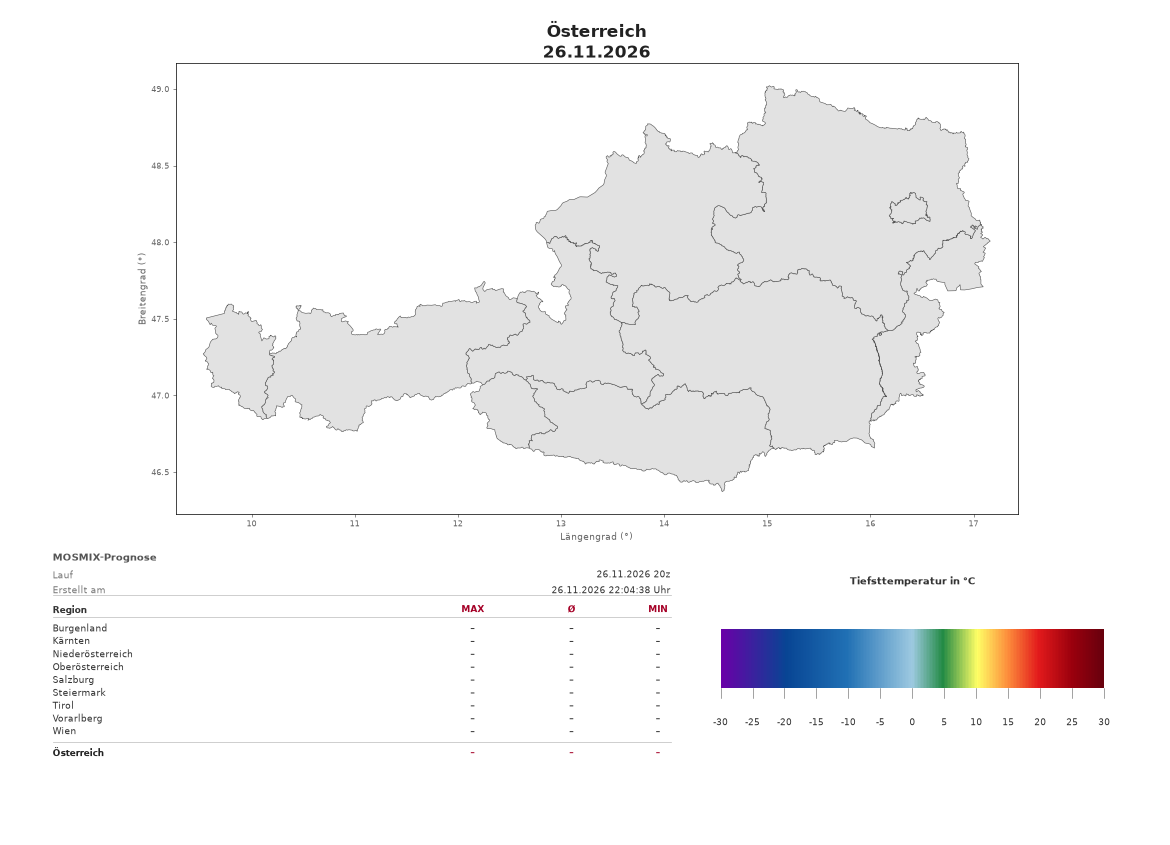 Österreich
26.11.2026
49.0
48.5
48.0
47.5
47.0
46.5
Breitengrad (°)
10 11 12 13 14 15 16 17
Längengrad (°)
MOSMIX-Prognose
Lauf 26.11.2026 20z
Erstellt am 26.11.2026 22:04:38 Uhr
Region MAX Ø MIN
Burgenland – – –
Kärnten – – –
Niederösterreich – – –
Oberösterreich – – –
Salzburg – – –
Steiermark – – –
Tirol – – –
Vorarlberg – – –
Wien – – –
Österreich – – –
Tiefsttemperatur in °C
-30 -25 -20 -15 -10 -5 0 5 10 15 20 25 30